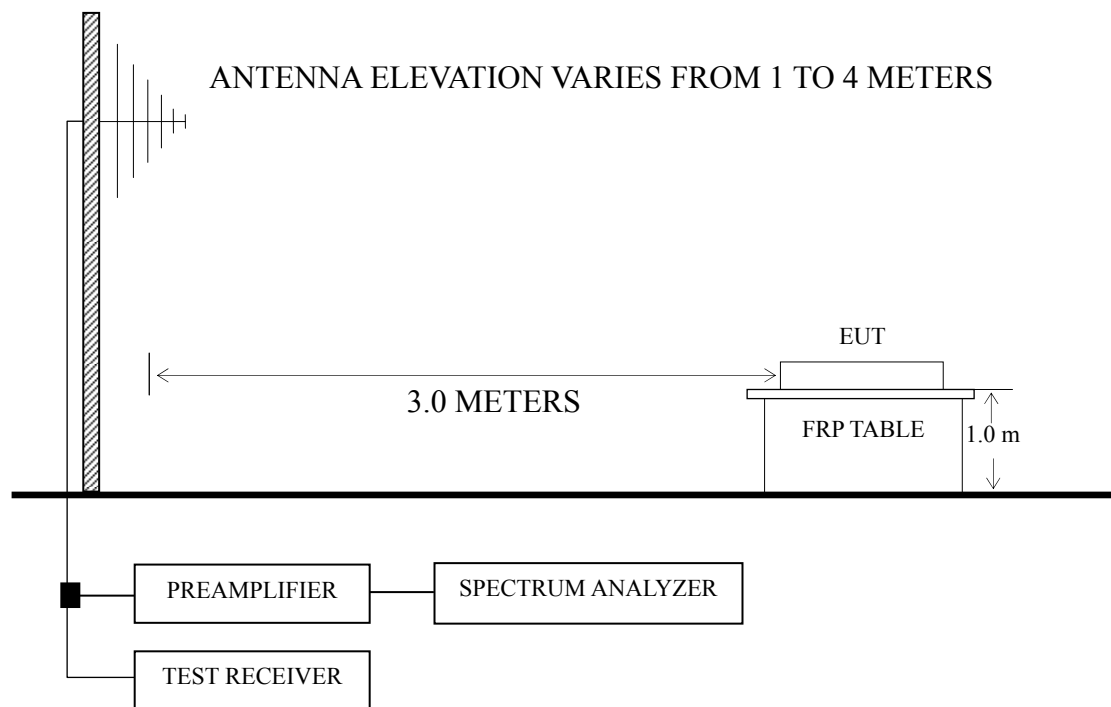 ANTENNA ELEVATION VARIES FROM 1 TO 4 METERS
EUT
3.0 METERS
FRP TABLE
1.0 m
PREAMPLIFIER
SPECTRUM ANALYZER
TEST RECEIVER